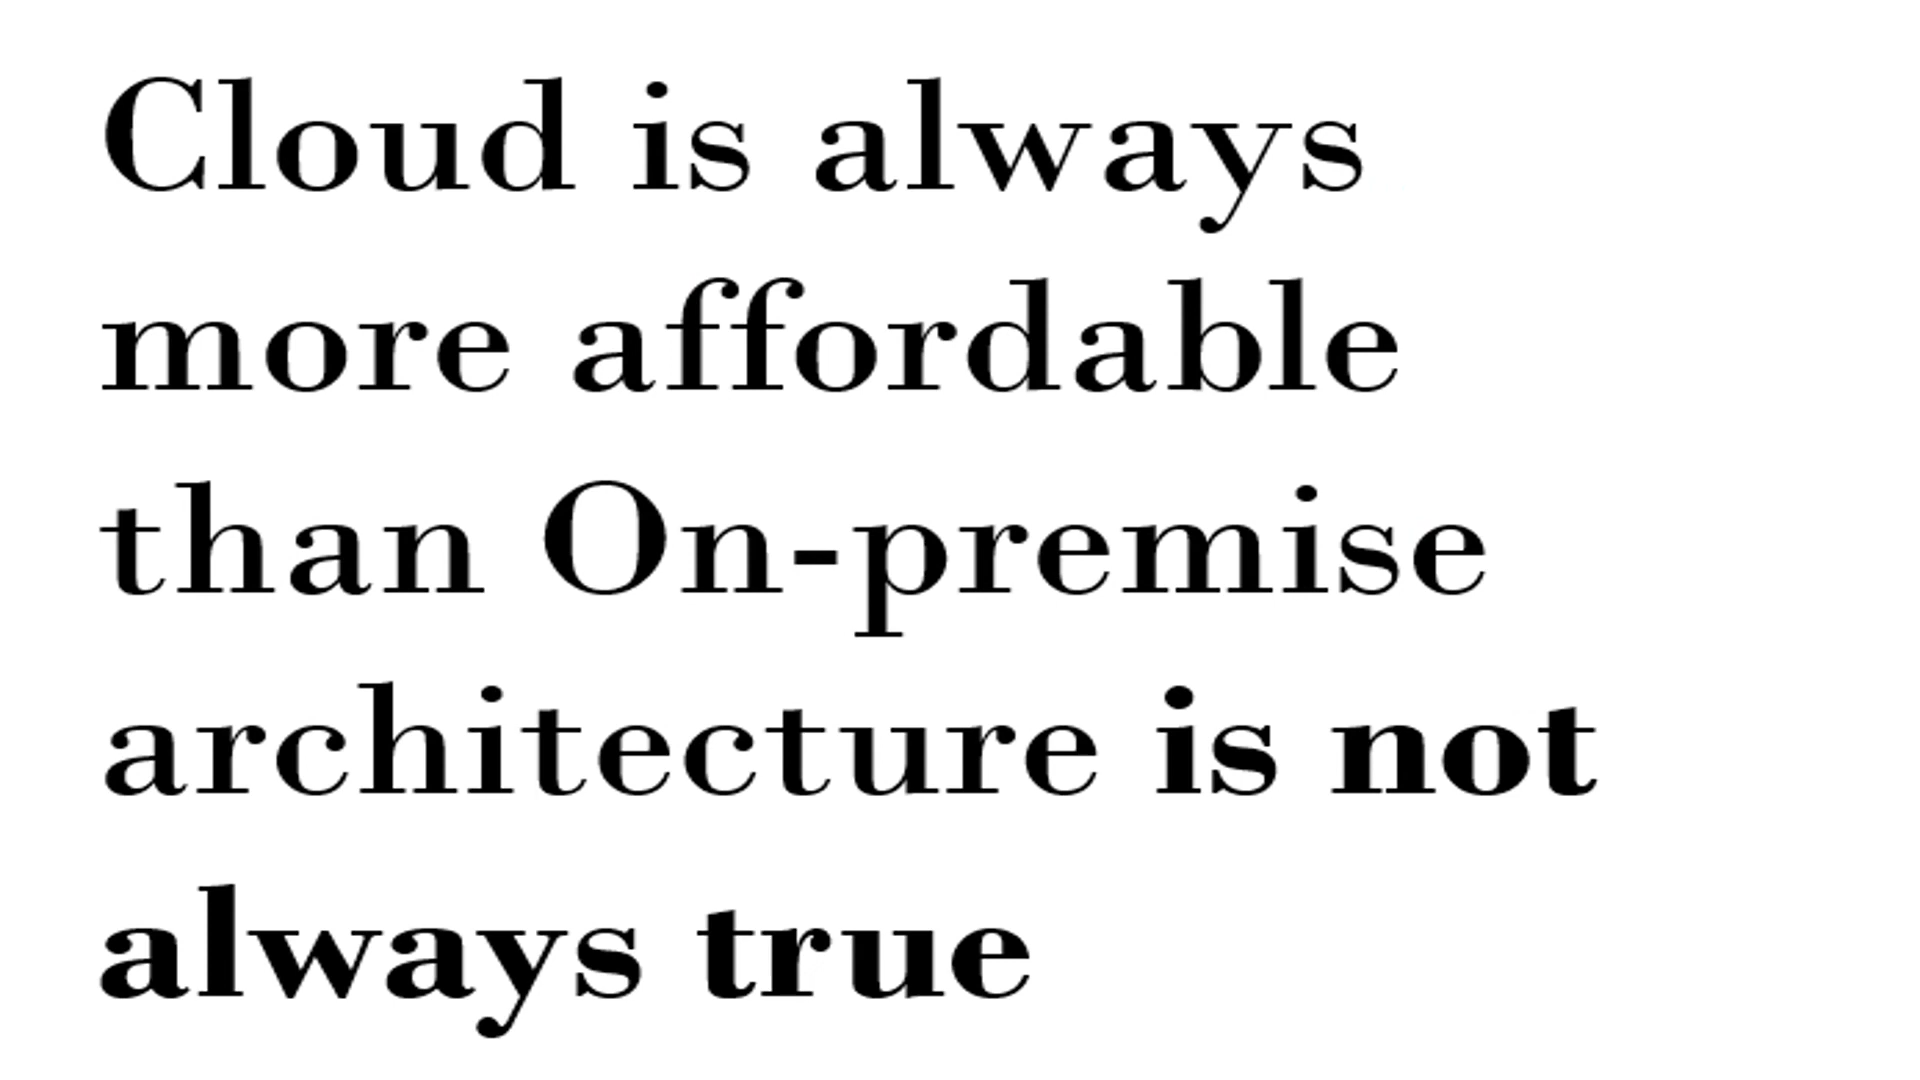 Cloud is always
more affordable
than On-premise
architecture is not
always true